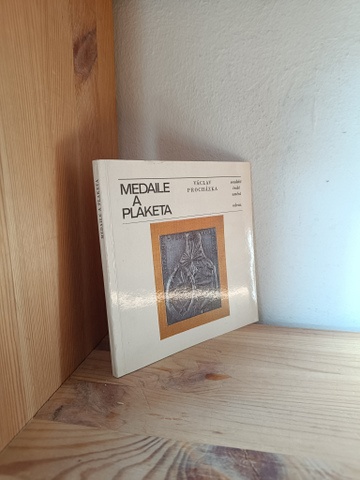 MEDAILE
A
PLAKETA
VÁCLAV
PROCHÁZKA
MEDAILE A PLAKETA